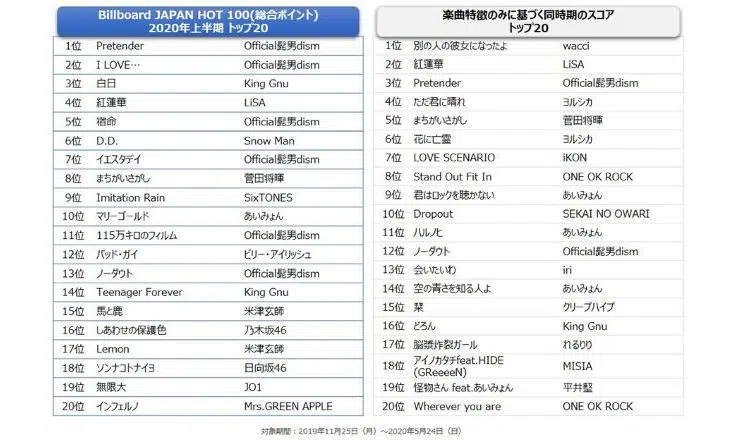 Billboard JAPAN HOT 100(総合ポイント)
2020年上半期 トップ20
1位 Pretender Official髭男dism
2位 I LOVE… Official髭男dism
3位 白日 King Gnu
4位 紅蓮華 LiSA
5位 宿命 Official髭男dism
6位 D.D. Snow Man
7位 イエスタデイ Official髭男dism
8位 まちがいさがし 菅田将暉
9位 Imitation Rain SixTONES
10位 マリーゴールド あいみょん
11位 115万キロのフィルム Official髭男dism
12位 バッド・ガイ ビリー・アイリッシュ
13位 ノーダウト Official髭男dism
14位 Teenager Forever King Gnu
15位 馬と鹿 米津玄師
16位 しあわせの保護色 乃木坂46
17位 Lemon 米津玄師
18位 ソンナコトナイヨ 日向坂46
19位 無限大 JO1
20位 インフェルノ Mrs.GREEN APPLE
楽曲特徴のみに基づく同時期のスコア
トップ20
1位 別の人の彼女になったよ wacci
2位 紅蓮華 LiSA
3位 Pretender Official髭男dism
4位 ただ君に晴れ ヨルシカ
5位 まちがいさがし 菅田将暉
6位 花に亡霊 ヨルシカ
7位 LOVE SCENARIO iKON
8位 Stand Out Fit In ONE OK ROCK
9位 君はロックを聴かない あいみょん
10位 Dropout SEKAI NO OWARI
11位 ハルノヒ あいみょん
12位 ノーダウト Official髭男dism
13位 会いたいわ iri
14位 空の青さを知る人よ あいみょん
15位 栞 クリープハイプ
16位 どろん King Gnu
17位 脳漿炸裂ガール れるりり
18位 アイノカタチfeat.HIDE
(GReeeeN) MISIA
19位 怪物さん feat.あいみょん 平井堅
20位 Wherever you are ONE OK ROCK
対象期間：2019年11月25日（月）～2020年5月24日（日）